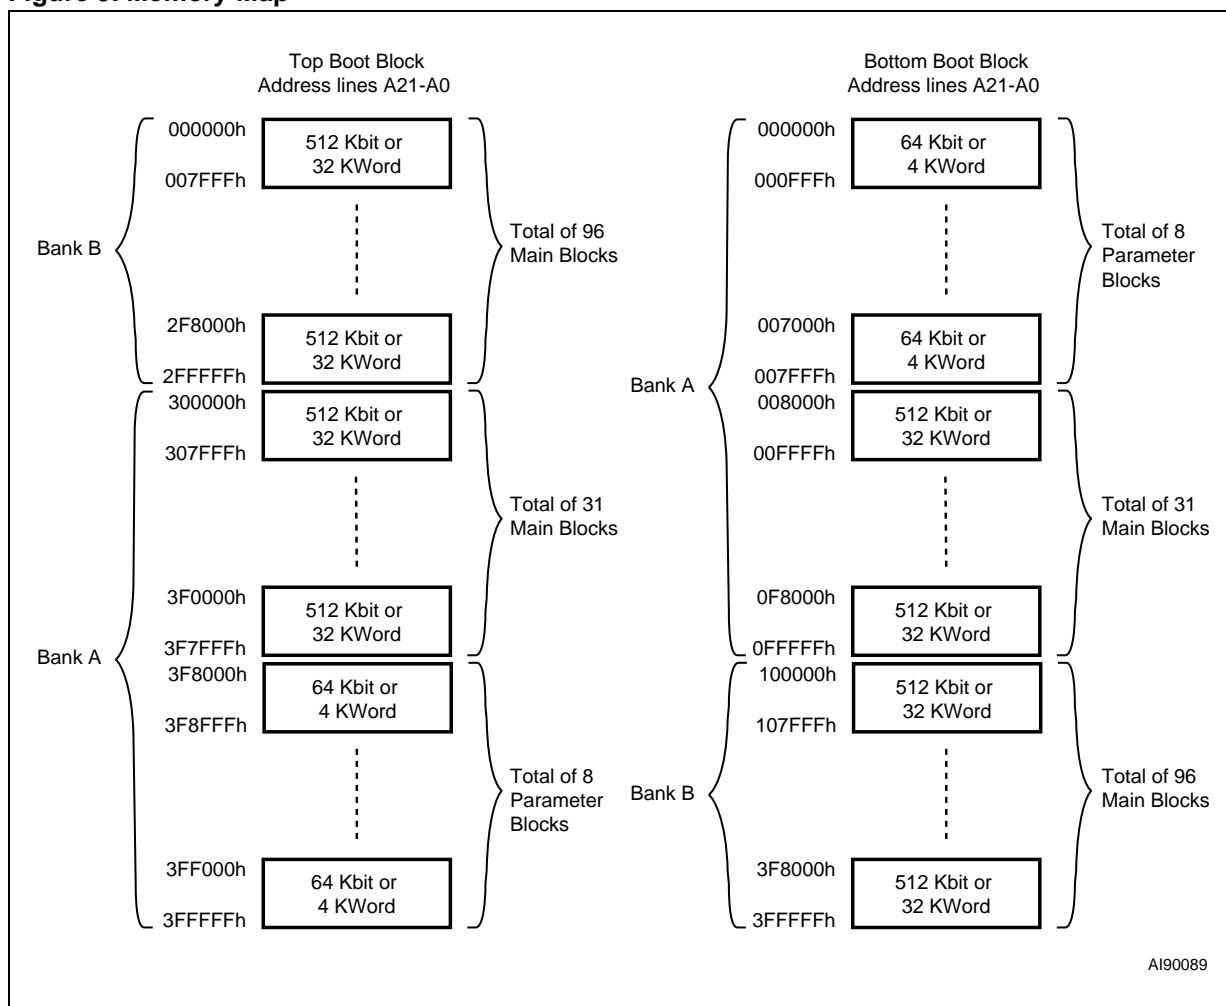 Top Boot Block
Address lines A21-A0
000000h
512 Kbit or
32 KWord
007FFFh
Bank B
Total of 96
Main Blocks
2F8000h
512 Kbit or
32 KWord
2FFFFFh
300000h
512 Kbit or
32 KWord
307FFFh
Total of 31
Main Blocks
3F0000h
512 Kbit or
32 KWord
3F7FFFh
Bank A
3F8000h
64 Kbit or
4 KWord
3F8FFFh
Total of 8
Parameter
Blocks
3FF000h
64 Kbit or
4 KWord
3FFFFFh
Bottom Boot Block
Address lines A21-A0
000000h
64 Kbit or
4 KWord
000FFFh
Total of 8
Parameter
Blocks
007000h
64 Kbit or
4 KWord
007FFFh
Bank A
008000h
512 Kbit or
32 KWord
00FFFFh
Total of 31
Main Blocks
0F8000h
512 Kbit or
32 KWord
0FFFFFh
100000h
512 Kbit or
32 KWord
107FFFh
Bank B
Total of 96
Main Blocks
3F8000h
512 Kbit or
32 KWord
3FFFFFh
AI90089